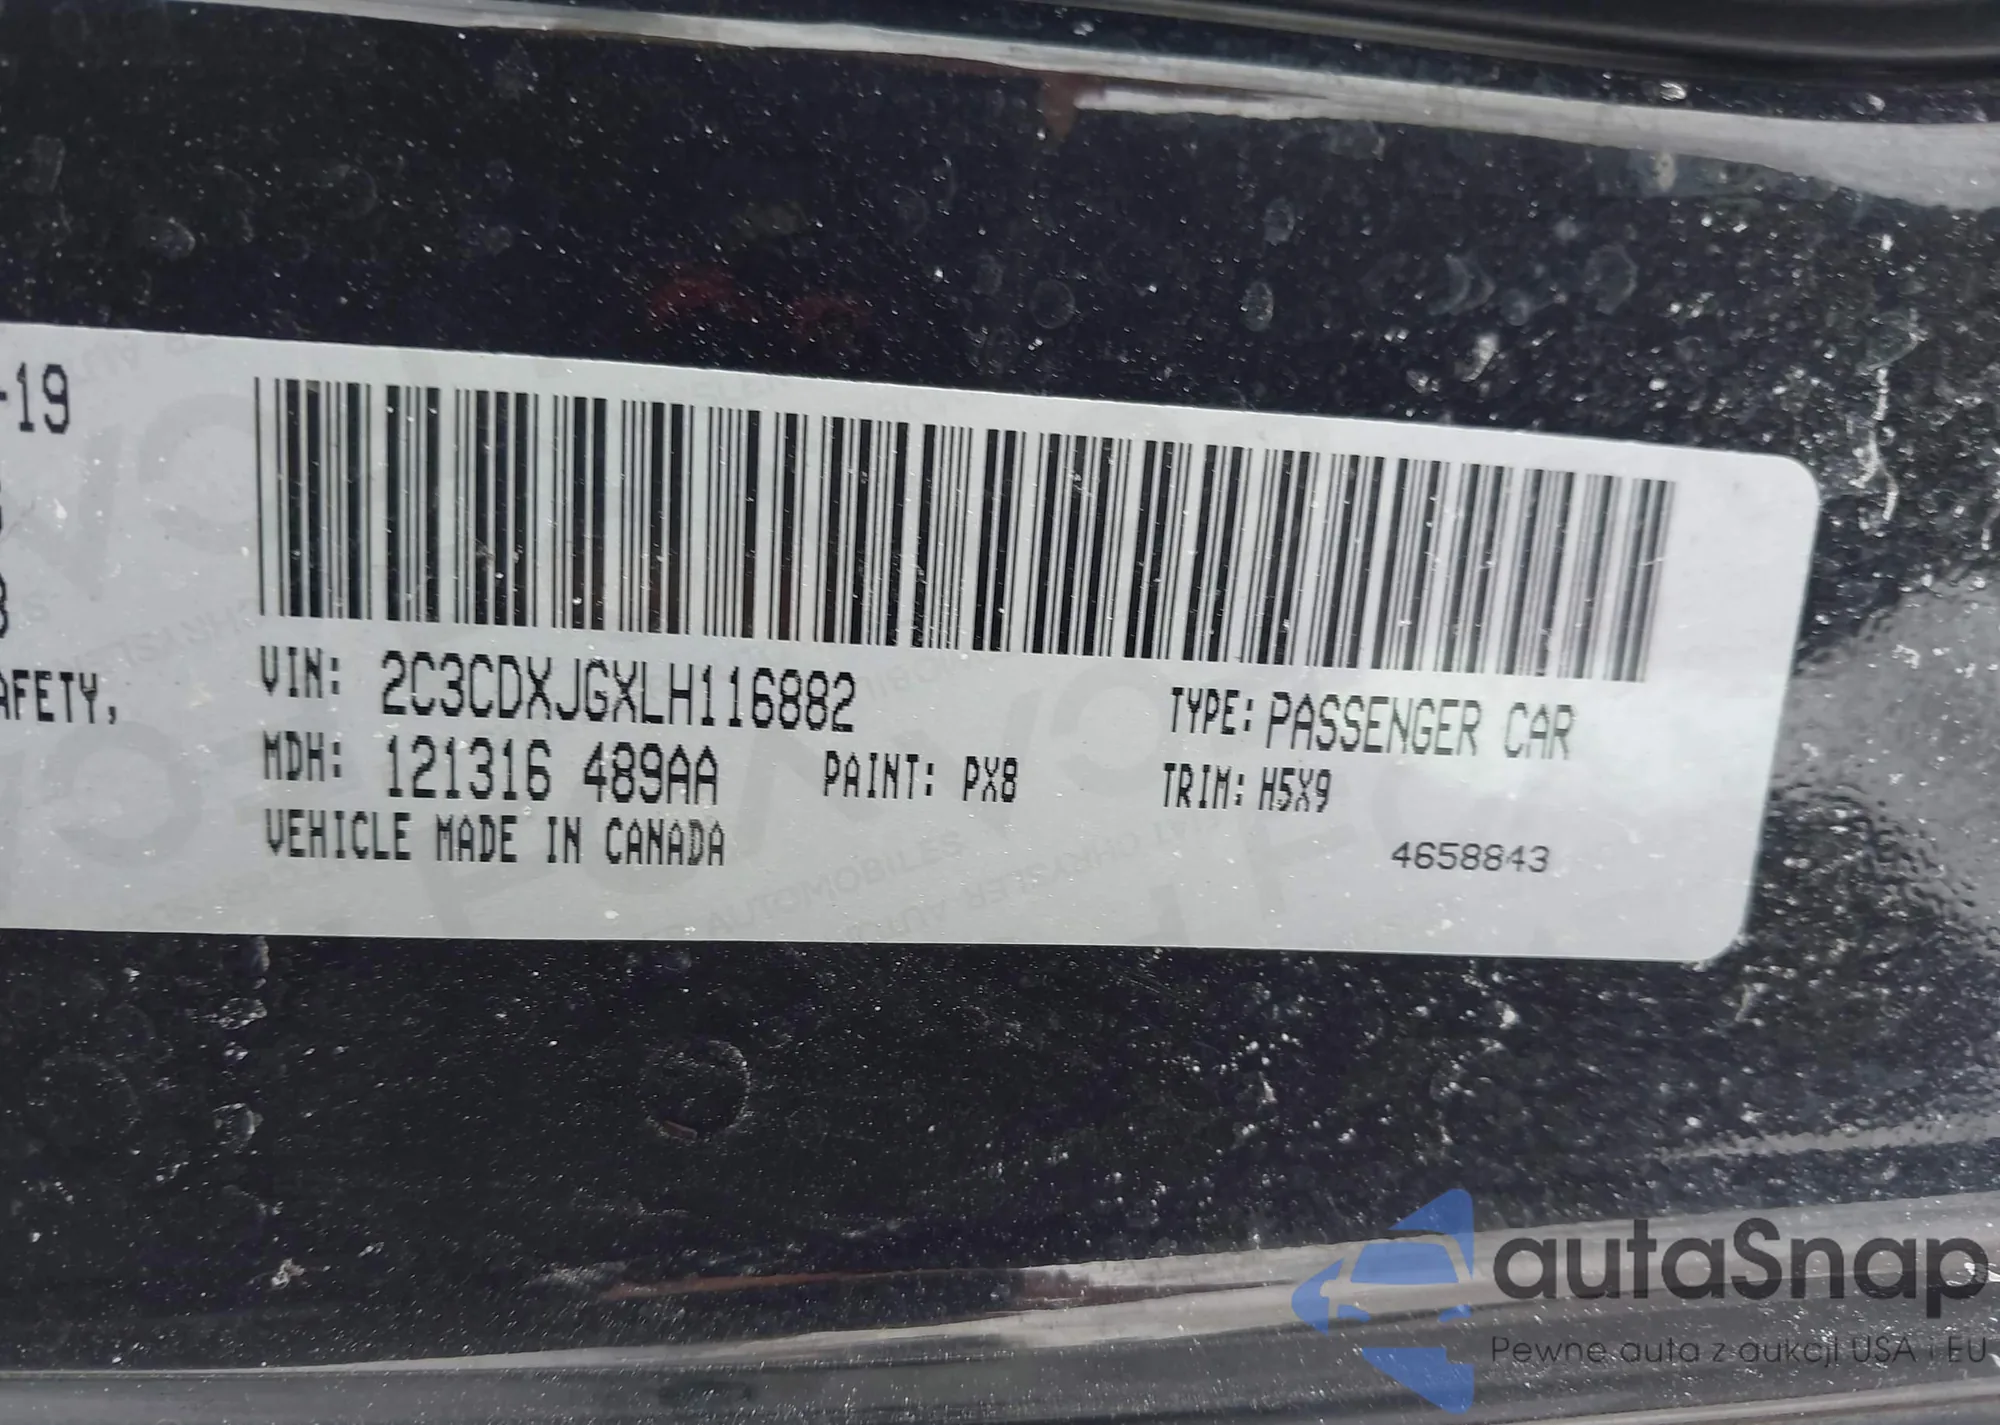 -19
AFETY,
VIN: 2C3CDXJGXLH116882
TYPE: PASSENGER CAR
MDH: 121316 489AA
PAINT: PX8
TRIM: H5X9
VEHICLE MADE IN CANADA
4658843
autaSnap
Pewne auta z aukcji USA i EU